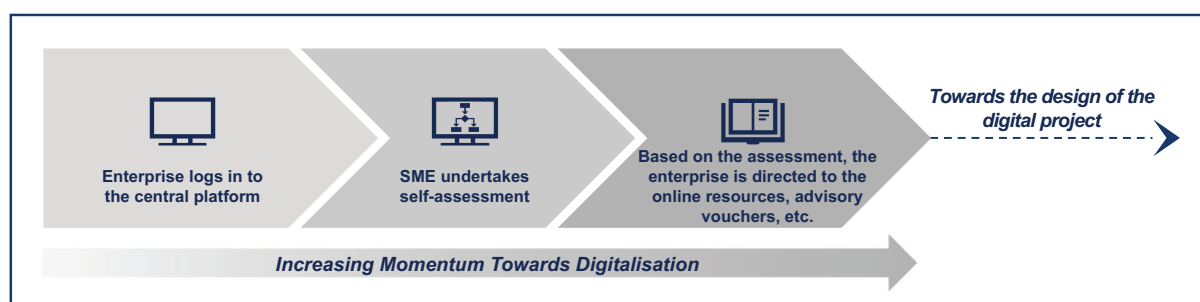 Enterprise logs in to
the central platform
SME undertakes
self-assessment
Based on the assessment, the
enterprise is directed to the
online resources, advisory
vouchers, etc.
Towards the design of the
digital project
Increasing Momentum Towards Digitalisation